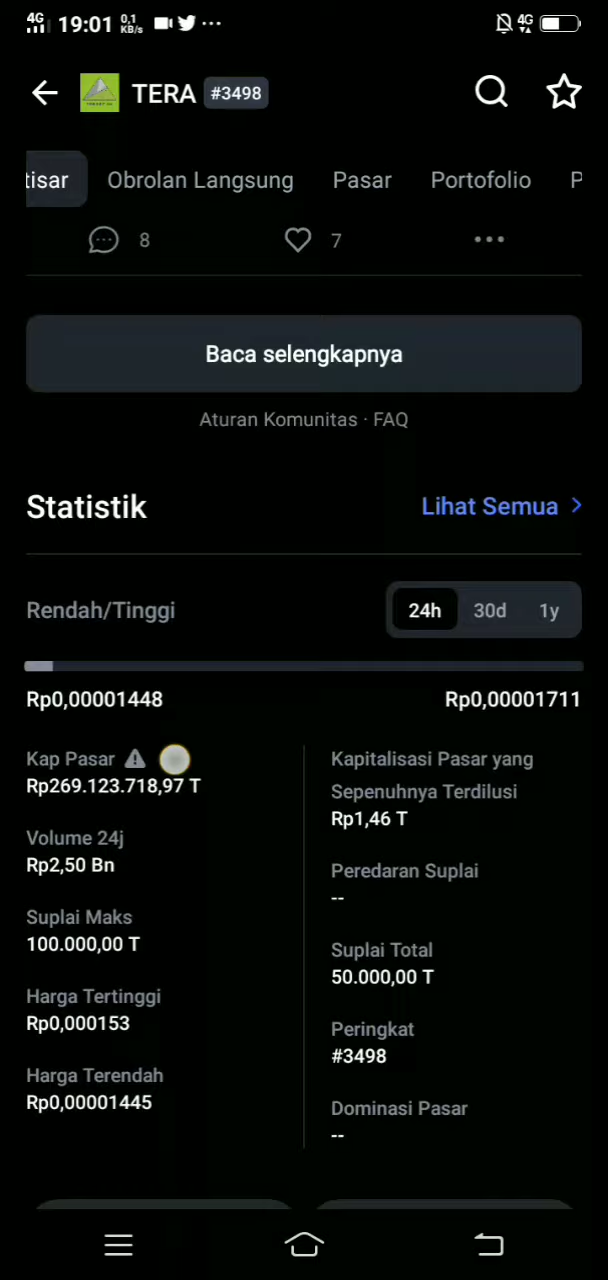 4G 19:01 0,1 KB/s 4G
TERA #3498
tisar Obrolan Langsung Pasar Portofolio P
8 7
Baca selengkapnya
Aturan Komunitas · FAQ
Statistik Lihat Semua
Rendah/Tinggi 24h 30d 1y
Rp0,00001448 Rp0,00001711
Kap Pasar
Rp269.123.718,97 T
Volume 24j
Rp2,50 Bn
Suplai Maks
100.000,00 T
Harga Tertinggi
Rp0,000153
Harga Terendah
Rp0,00001445
Kapitalisasi Pasar yang
Sepenuhnya Terdilusi
Rp1,46 T
Peredaran Suplai
--
Suplai Total
50.000,00 T
Peringkat
#3498
Dominasi Pasar
--